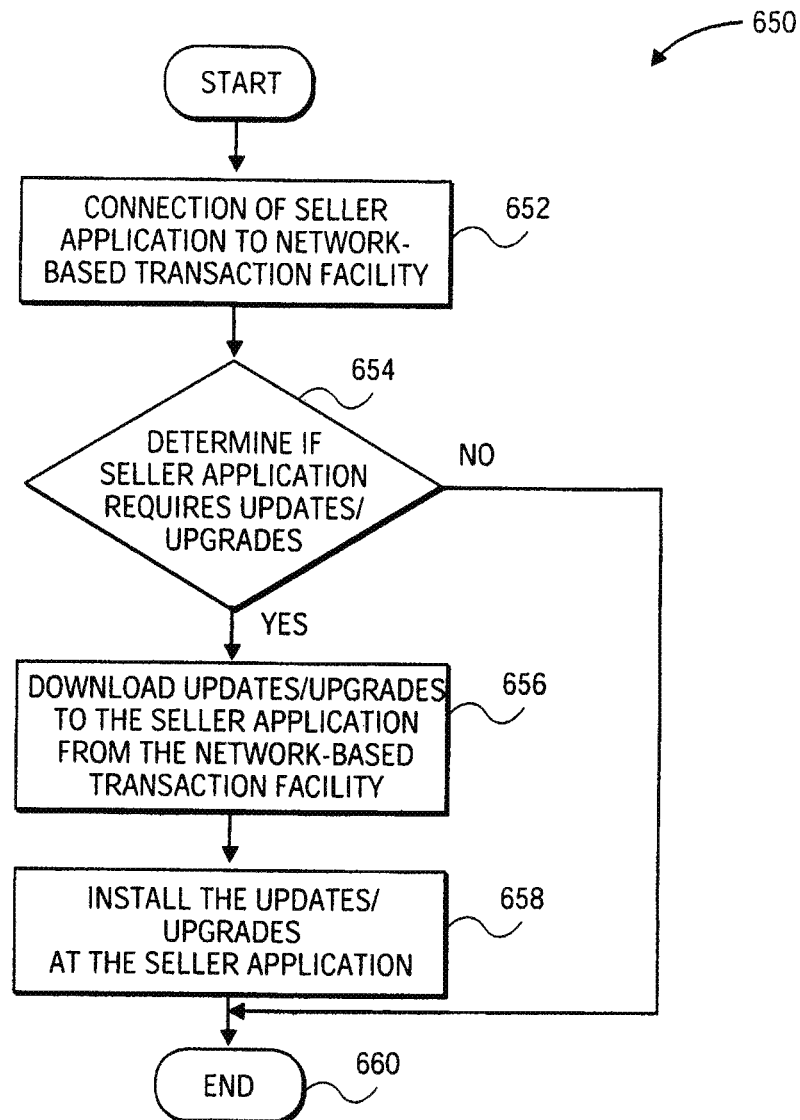 650
START
CONNECTION OF SELLER
APPLICATION TO NETWORK-
BASED TRANSACTION FACILITY
652
654
DETERMINE IF
SELLER APPLICATION
REQUIRES UPDATES/
UPGRADES
NO
YES
DOWNLOAD UPDATES/UPGRADES
TO THE SELLER APPLICATION
FROM THE NETWORK-BASED
TRANSACTION FACILITY
656
INSTALL THE UPDATES/
UPGRADES
AT THE SELLER APPLICATION
658
END
660